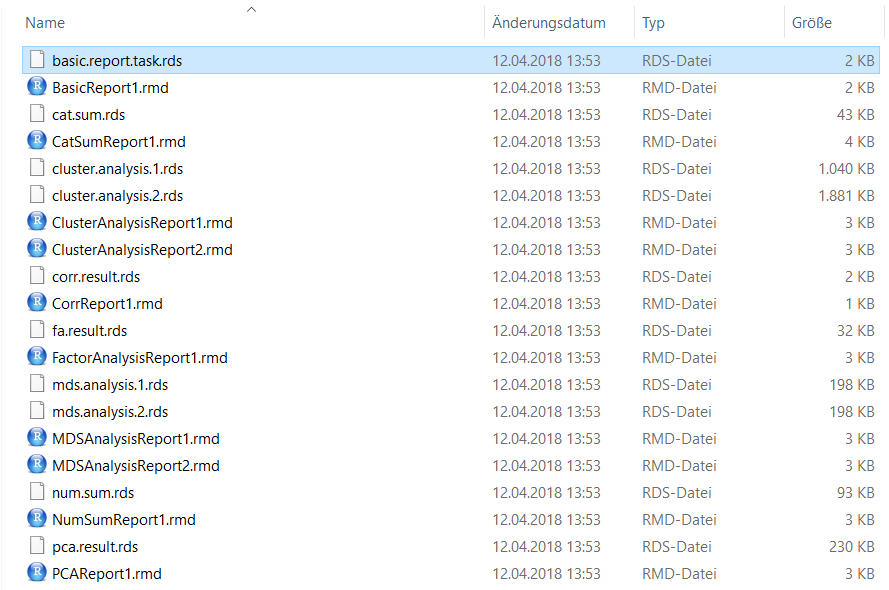 Name Änderungsdatum Typ Größe
basic.report.task.rds 12.04.2018 13:53 RDS-Datei 2 KB
BasicReport1.rmd 12.04.2018 13:53 RMD-Datei 2 KB
cat.sum.rds 12.04.2018 13:53 RDS-Datei 43 KB
CatSumReport1.rmd 12.04.2018 13:53 RMD-Datei 4 KB
cluster.analysis.1.rds 12.04.2018 13:53 RDS-Datei 1.040 KB
cluster.analysis.2.rds 12.04.2018 13:53 RDS-Datei 1.881 KB
R ClusterAnalysisReport1.rmd 12.04.2018 13:53 RMD-Datei 3 KB
R ClusterAnalysisReport2.rmd 12.04.2018 13:53 RMD-Datei 3 KB
corr.result.rds 12.04.2018 13:53 RDS-Datei 2 KB
R CorrReport1.rmd 12.04.2018 13:53 RMD-Datei 1 KB
fa.result.rds 12.04.2018 13:53 RDS-Datei 32 KB
R FactorAnalysisReport1.rmd 12.04.2018 13:53 RMD-Datei 3 KB
mds.analysis.1.rds 12.04.2018 13:53 RDS-Datei 198 KB
mds.analysis.2.rds 12.04.2018 13:53 RDS-Datei 198 KB
R MDSAnalysisReport1.rmd 12.04.2018 13:53 RMD-Datei 3 KB
R MDSAnalysisReport2.rmd 12.04.2018 13:53 RMD-Datei 3 KB
num.sum.rds 12.04.2018 13:53 RDS-Datei 93 KB
R NumSumReport1.rmd 12.04.2018 13:53 RMD-Datei 3 KB
pca.result.rds 12.04.2018 13:53 RDS-Datei 230 KB
R PCAReport1.rmd 12.04.2018 13:53 RMD-Datei 3 KB